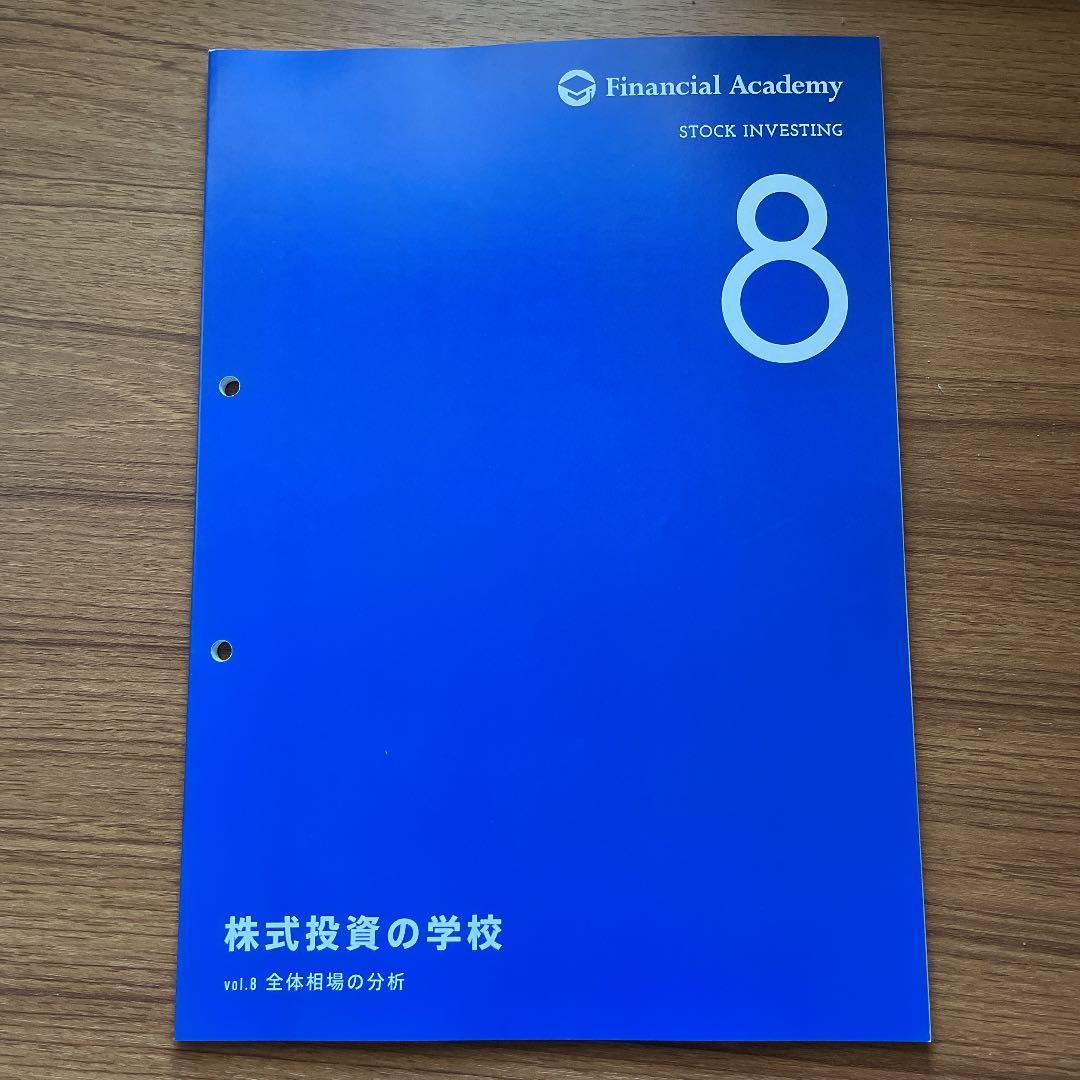 Financial Academy
STOCK INVESTING
8
株式投資の学校
vol.8 全体相場の分析